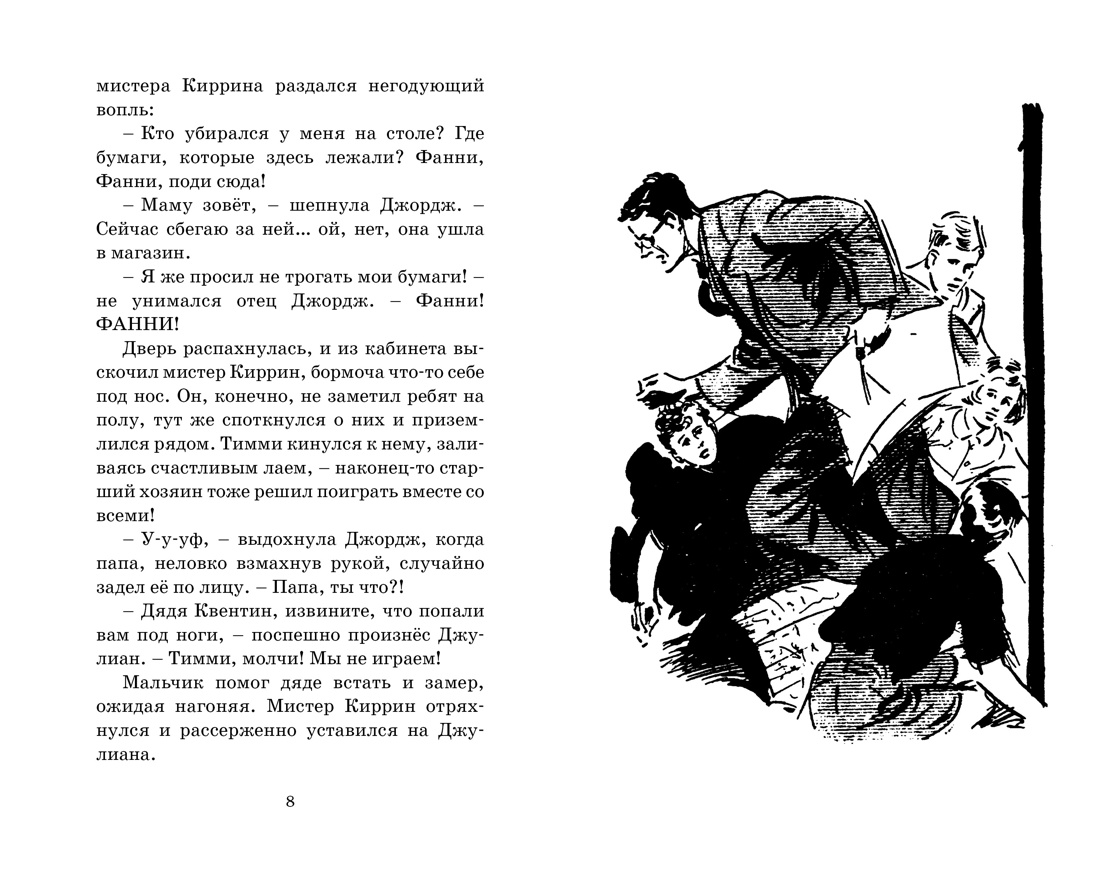 мистера Киррина раздался негодующий
вопль:
– Кто убирался у меня на столе? Где
бумаги, которые здесь лежали? Фанни,
Фанни, поди сюда!
– Маму зовёт, – шепнула Джордж. –
Сейчас сбегаю за ней... ой, нет, она ушла
в магазин.
– Я же просил не трогать мои бумаги! –
не унимался отец Джордж. – Фанни!
ФАННИ!
Дверь распахнулась, и из кабинета вы-
скочил мистер Киррин, бормоча что-то себе
под нос. Он, конечно, не заметил ребят на
полу, тут же споткнулся о них и призем-
лился рядом. Тимми кинулся к нему, зали-
ваясь счастливым лаем, – наконец-то стар-
ший хозяин тоже решил поиграть вместе со
всеми!
– У-у-уф, – выдохнула Джордж, когда
папа, неловко взмахнув рукой, случайно
задел её по лицу. – Папа, ты что?!
– Дядя Квентин, извините, что попали
вам под ноги, – поспешно произнёс Джу-
лиан. – Тимми, молчи! Мы не играем!
Мальчик помог дяде встать и замер,
ожидая нагоняя. Мистер Киррин отрях-
нулся и рассерженно уставился на Джу-
лиана.
8